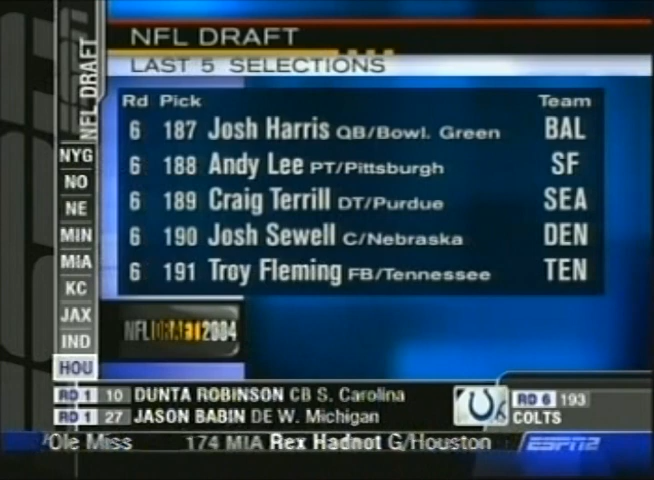 NFL DRAFT
NFL DRAFT
LAST 5 SELECTIONS
Rd Pick Team
6 187 Josh Harris QB/Bowl. Green BAL
6 188 Andy Lee PT/Pittsburgh SF
6 189 Craig Terrill DT/Purdue SEA
6 190 Josh Sewell C/Nebraska DEN
6 191 Troy Fleming FB/Tennessee TEN
NYG
NO
NE
MIN
MIA
KC
JAX
IND
HOU
NFLDRAFT2004
RD 1 10 DUNTA ROBINSON CB S. Carolina
RD 1 27 JASON BABIN DE W. Michigan
RD 6 193
COLTS
Ole Miss 174 MIA Rex Hadnot G/Houston ESPN2